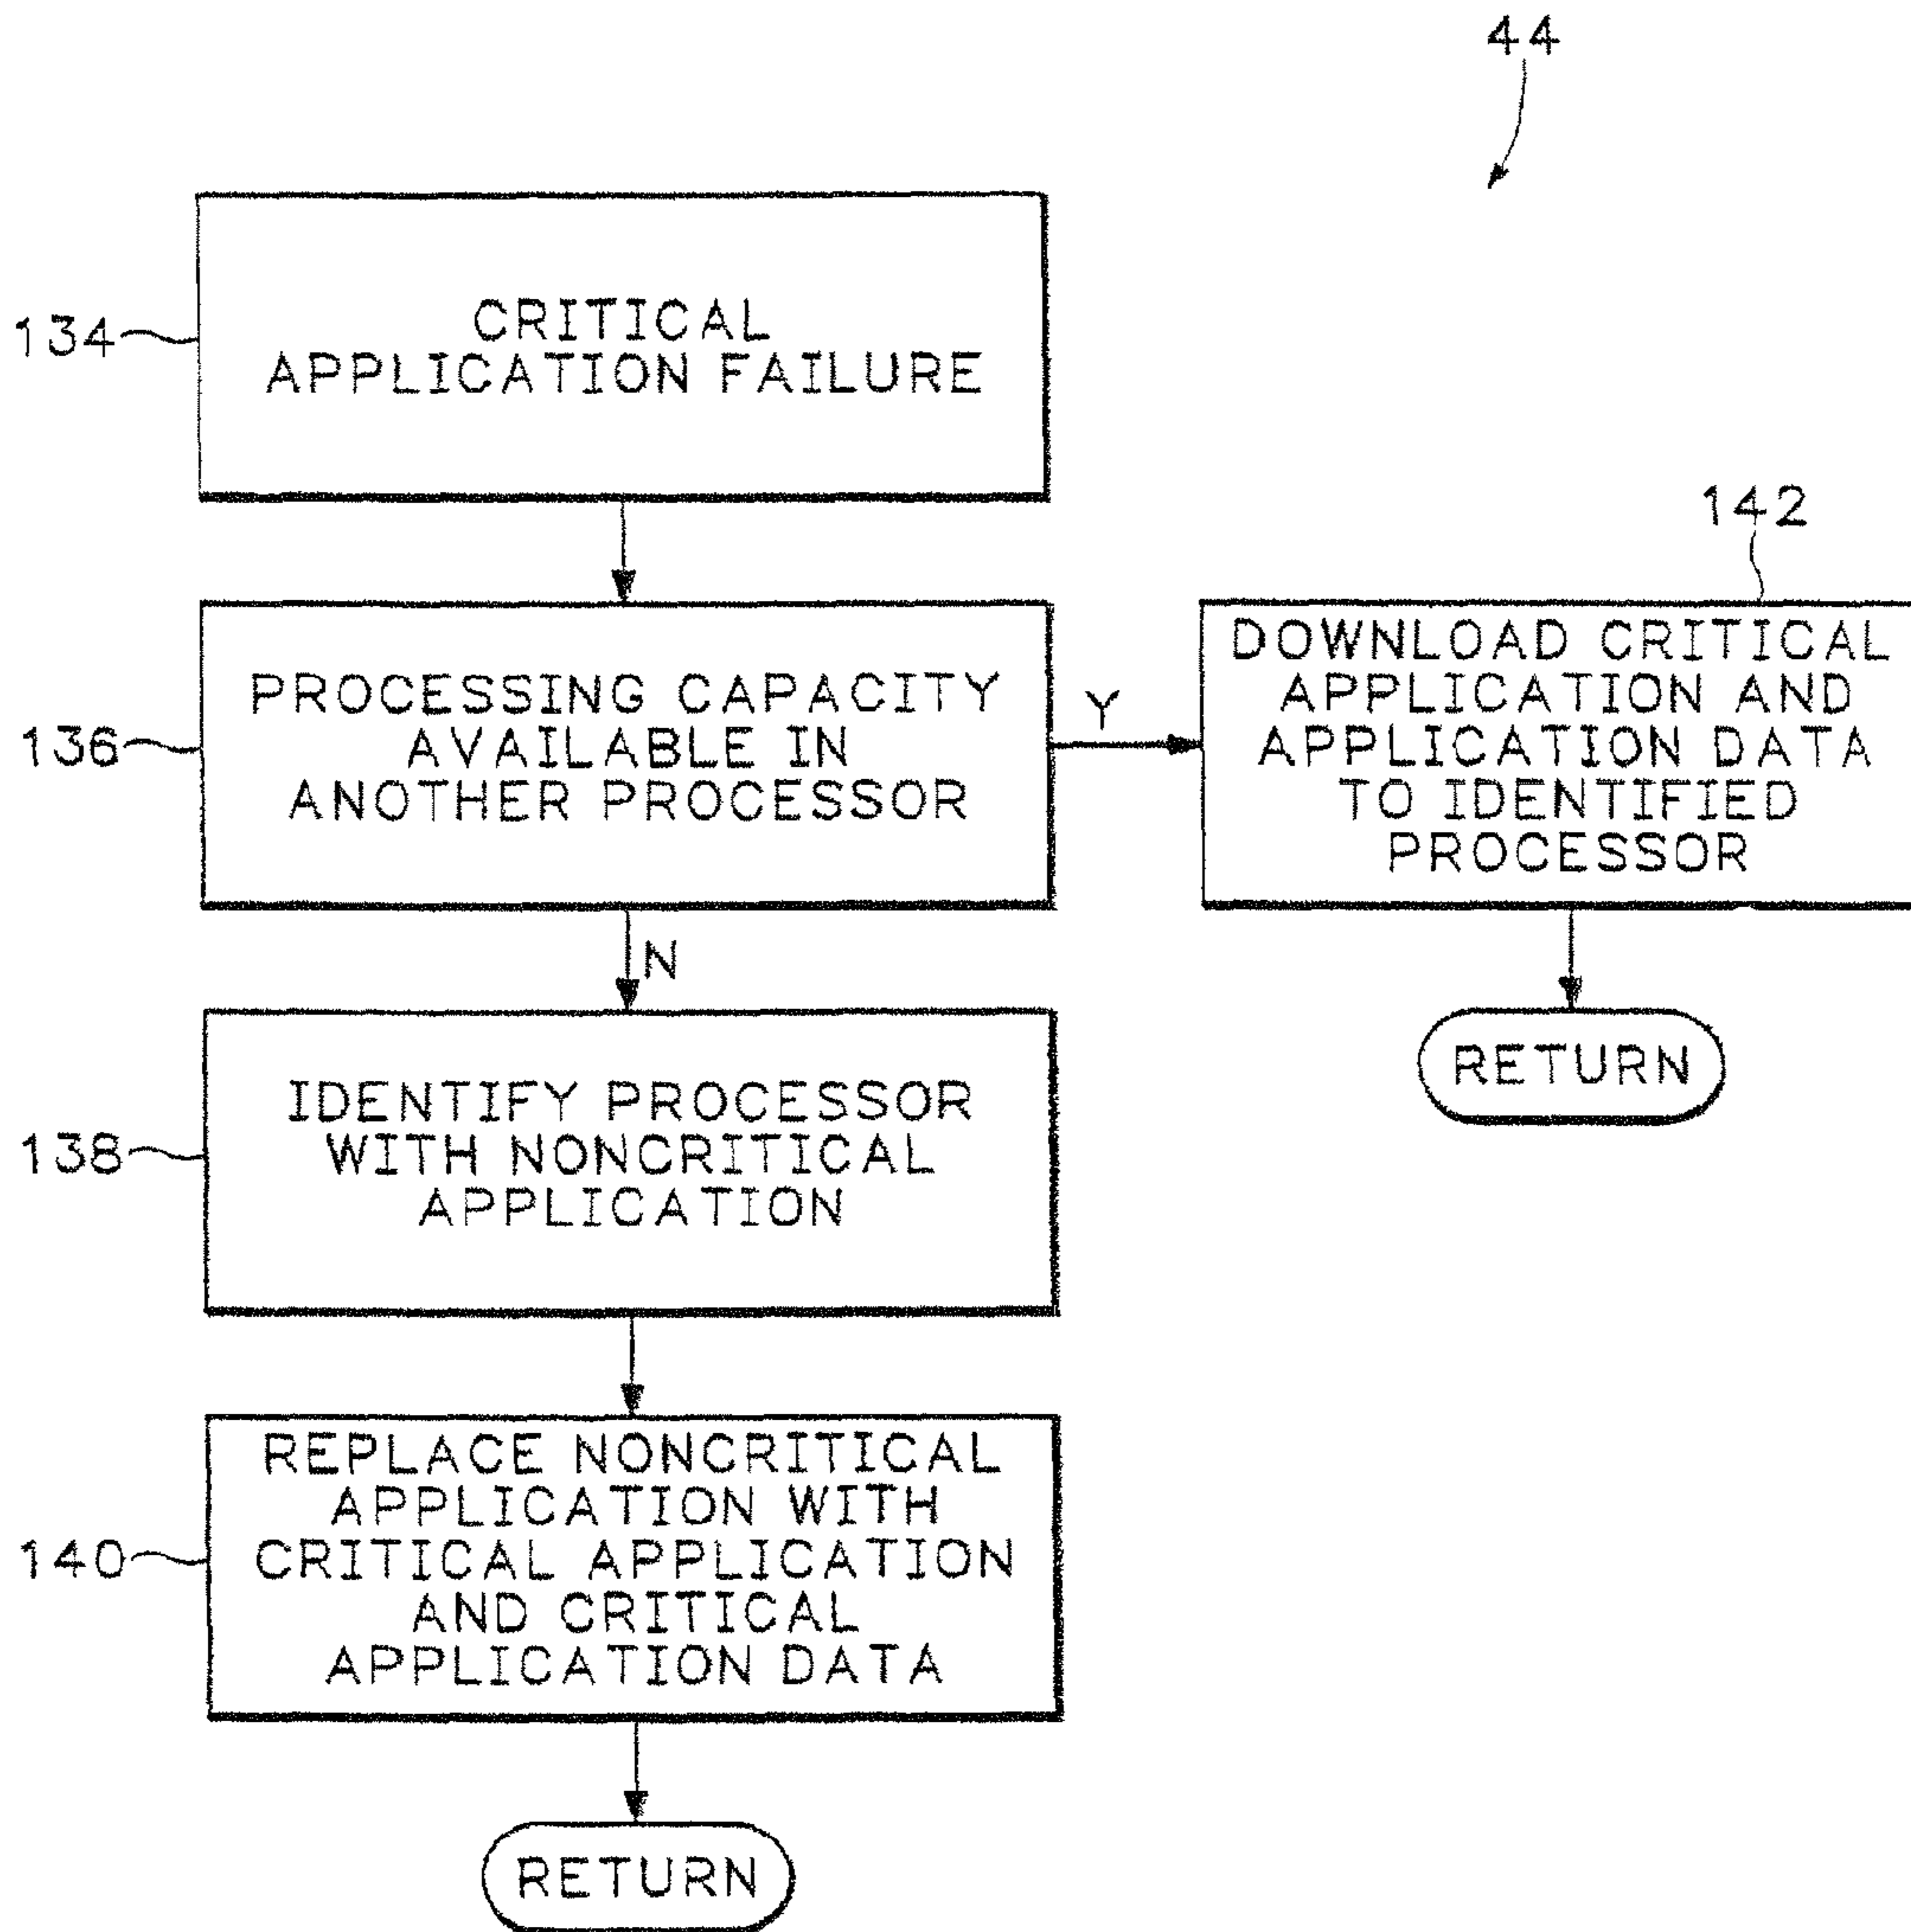 44
134
CRITICAL
APPLICATION FAILURE
136
PROCESSING CAPACITY
AVAILABLE IN
ANOTHER PROCESSOR
Y
142
DOWNLOAD CRITICAL
APPLICATION AND
APPLICATION DATA
TO IDENTIFIED
PROCESSOR
RETURN
N
138
IDENTIFY PROCESSOR
WITH NONCRITICAL
APPLICATION
140
REPLACE NONCRITICAL
APPLICATION WITH
CRITICAL APPLICATION
AND CRITICAL
APPLICATION DATA
RETURN